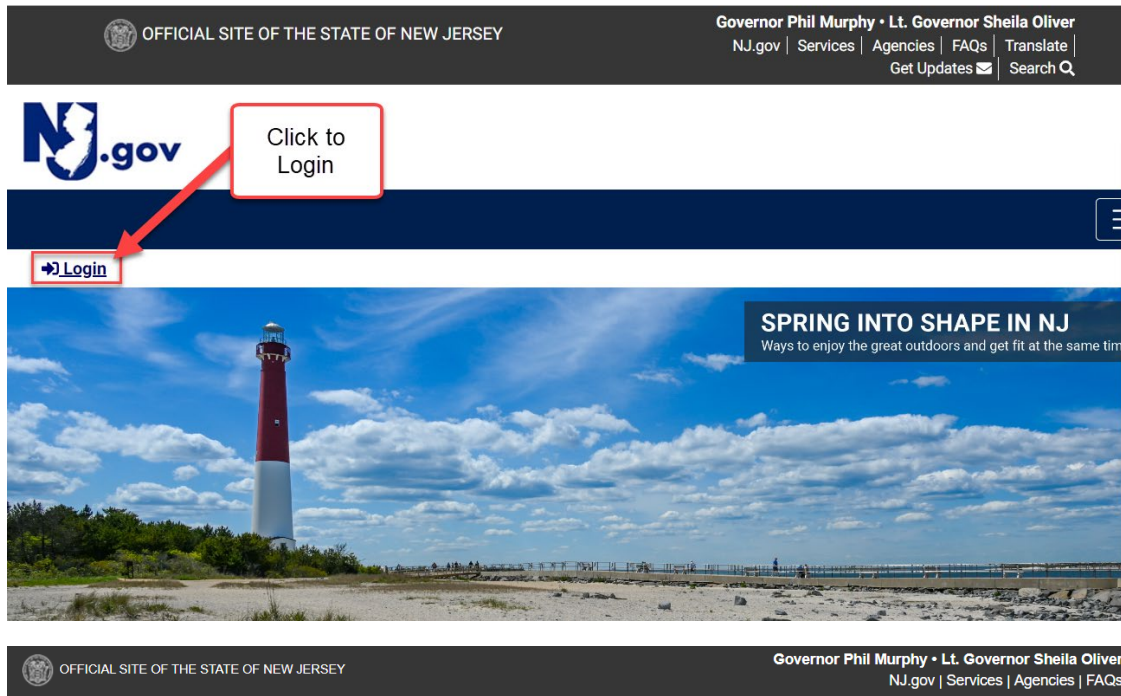 OFFICIAL SITE OF THE STATE OF NEW JERSEY
Governor Phil Murphy • Lt. Governor Sheila Oliver
NJ.gov | Services | Agencies | FAQs | Translate |
Get Updates | Search
NJ.gov
Click to
Login
Login
SPRING INTO SHAPE IN NJ
Ways to enjoy the great outdoors and get fit at the same tim
OFFICIAL SITE OF THE STATE OF NEW JERSEY
Governor Phil Murphy • Lt. Governor Sheila Oliver
NJ.gov | Services | Agencies | FAQs